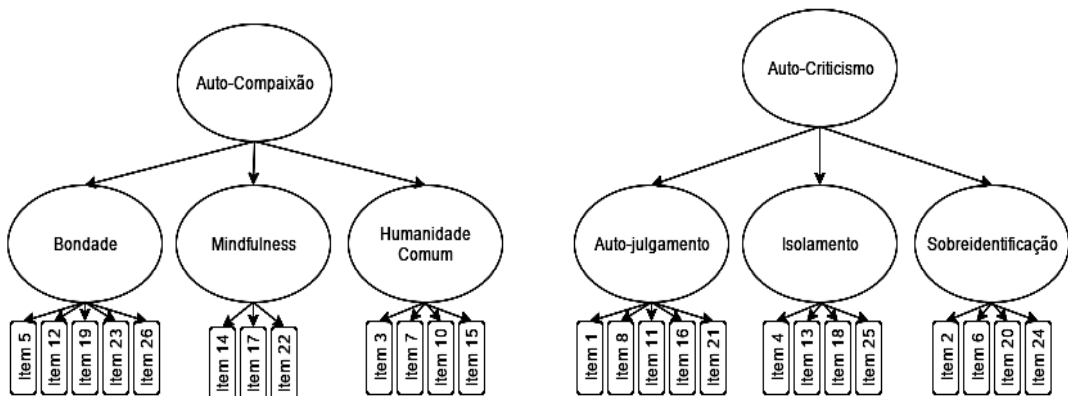 Auto-Compaixão
Auto-Criticismo
Bondade
Mindfulness
Humanidade
Comum
Auto-julgamento
Isolamento
Sobreidentificação
Item 5
Item 12
Item 19
Item 23
Item 26
Item 14
Item 17
Item 22
Item 3
Item 7
Item 10
Item 15
Item 1
Item 8
Item 11
Item 16
Item 21
Item 4
Item 13
Item 18
Item 25
Item 2
Item 6
Item 20
Item 24